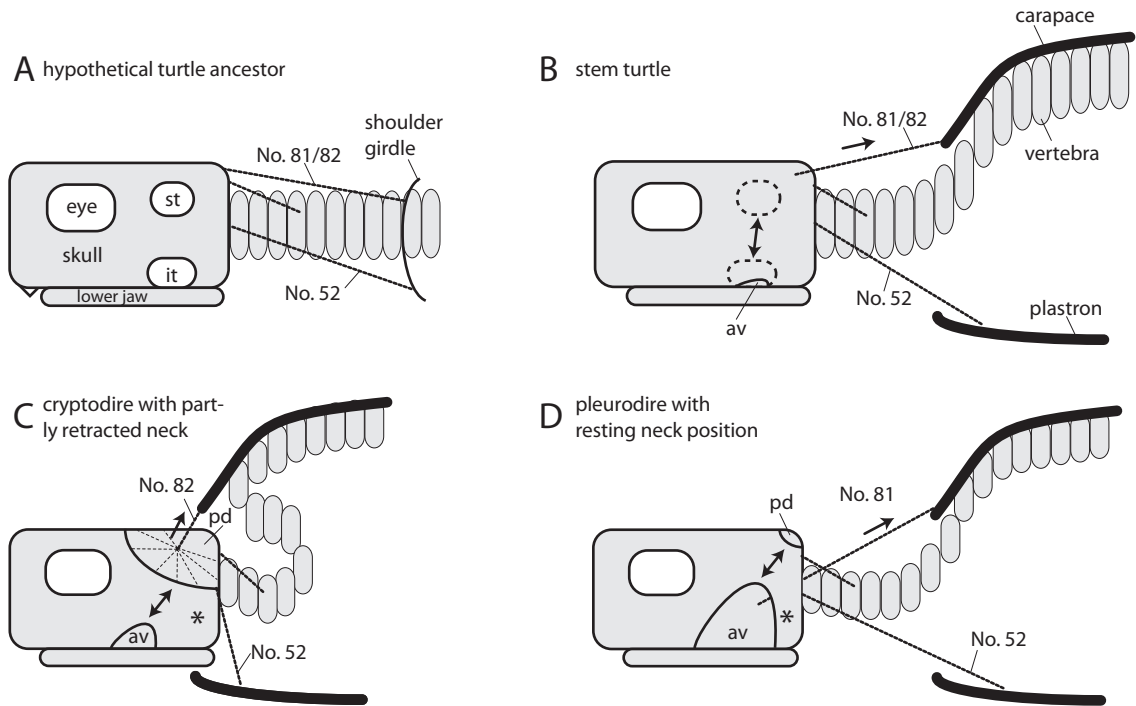 A hypothetical turtle ancestor
shoulder
girdle
No. 81/82
eye
st
skull
it
lower jaw
No. 52
B stem turtle
carapace
No. 81/82
vertebra
No. 52
plastron
av
C cryptodire with part-
ly retracted neck
No. 82
pd
*
av
No. 52
D pleurodire with
resting neck position
No. 81
pd
*
av
No. 52